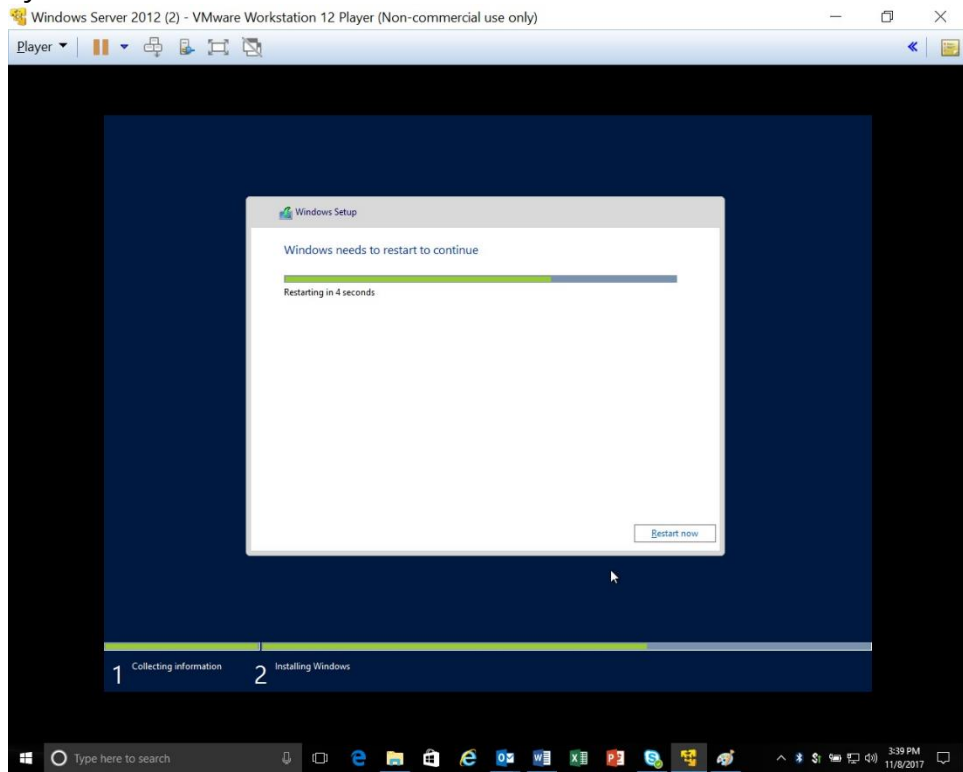 Windows Server 2012 (2) - VMware Workstation 12 Player (Non-commercial use only)
Player
Windows Setup
Windows needs to restart to continue
Restarting in 4 seconds
Restart now
1 Collecting information 2 Installing Windows
Type here to search
3:39 PM
11/8/2017